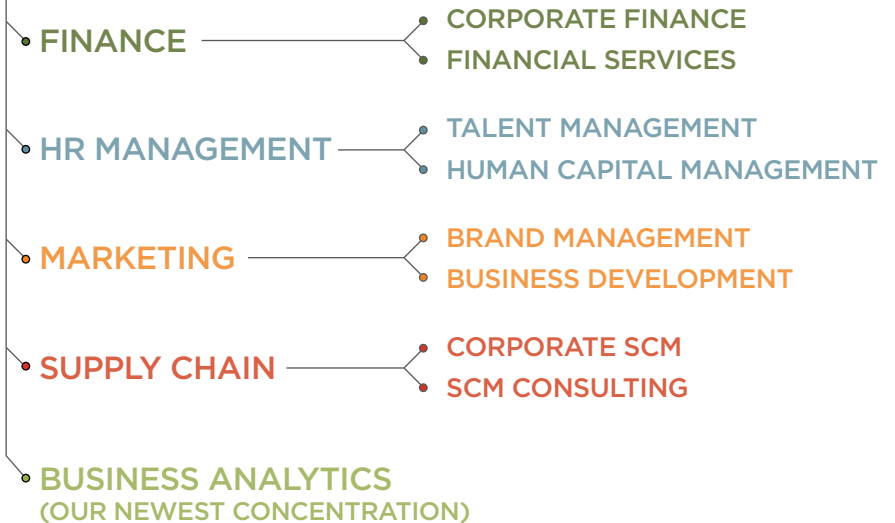 FINANCE
CORPORATE FINANCE
FINANCIAL SERVICES
HR MANAGEMENT
TALENT MANAGEMENT
HUMAN CAPITAL MANAGEMENT
MARKETING
BRAND MANAGEMENT
BUSINESS DEVELOPMENT
SUPPLY CHAIN
CORPORATE SCM
SCM CONSULTING
BUSINESS ANALYTICS
(OUR NEWEST CONCENTRATION)